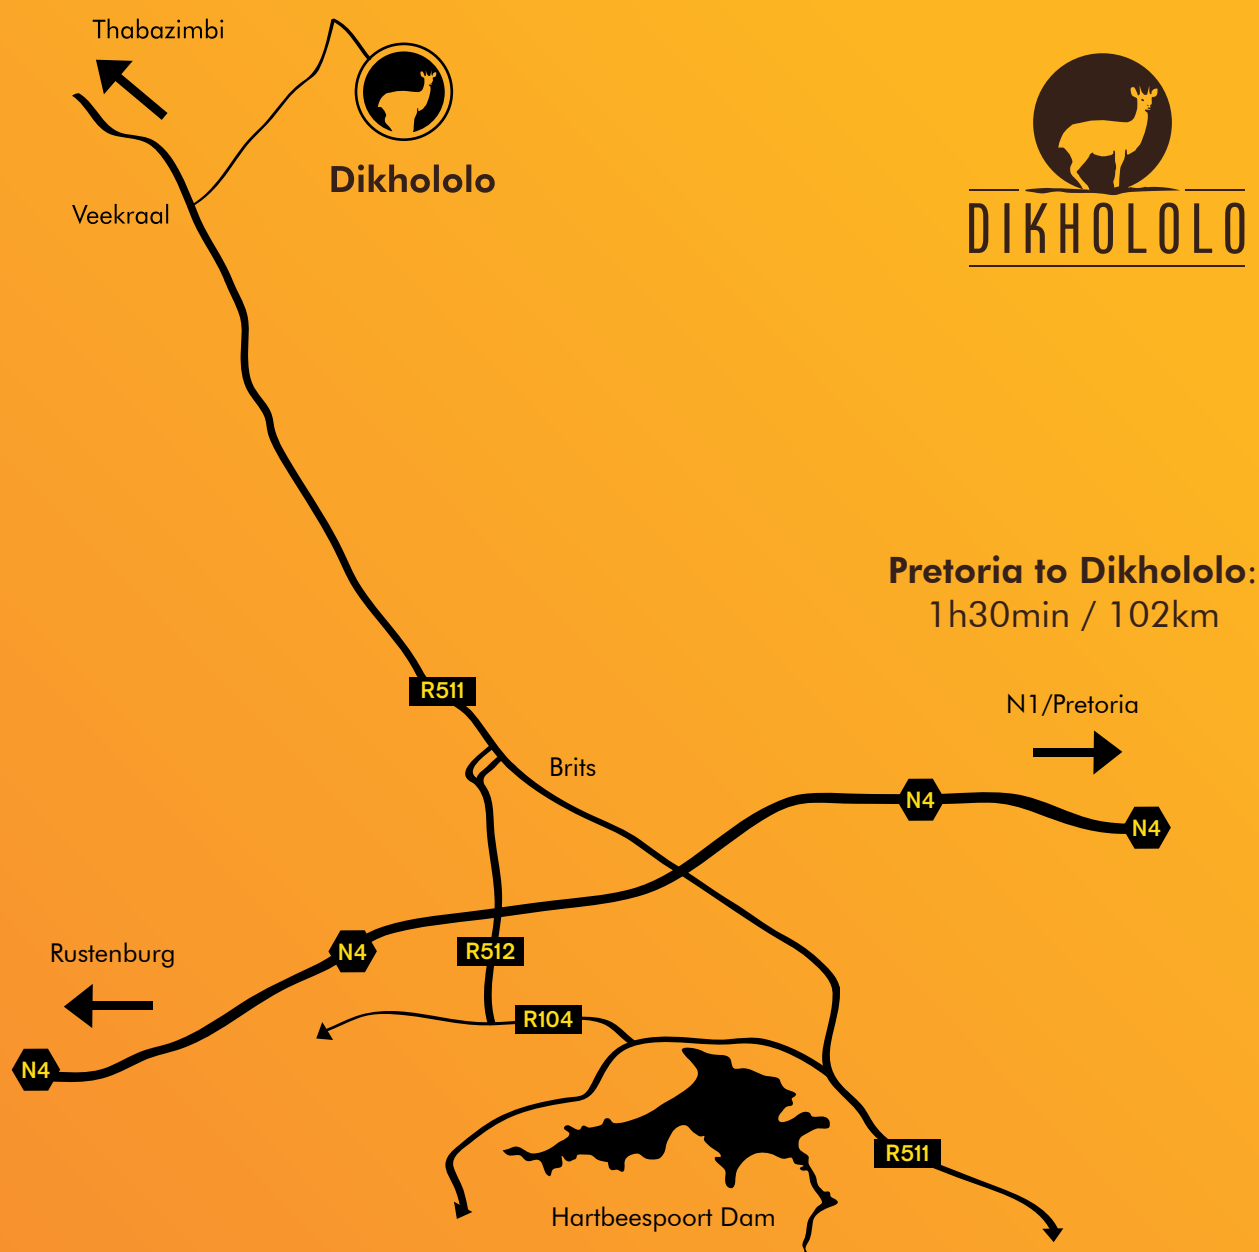 Thabazimbi
Dikhololo
DIKHOLOLO
Veekraal
Pretoria to Dikhololo:
1h30min / 102km
R511
N1/Pretoria
Brits
N4
N4
Rustenburg
N4
R512
R104
N4
R511
Hartbeespoort Dam